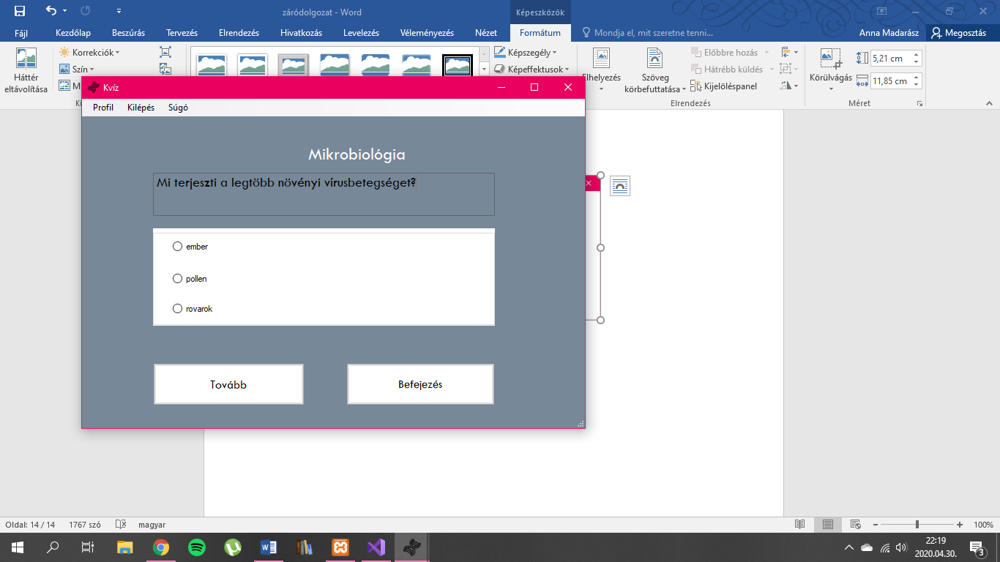 záródolgozat - Word
Képeszközök
Fájl
Kezdőlap
Beszúrás
Tervezés
Elrendezés
Hivatkozás
Levelezés
Véleményezés
Nézet
Formátum
Mondja el, mit szeretne tenni...
Anna Madarász
Megosztás
Háttér
eltávolítása
Korrekciók
Szín
M
Képszegély
Képeffektusok
Elhelyezés
Szöveg
körbefuttatása
Előbbre hozás
Hátrébb küldés
Kijelöléspanel
Elrendezés
Körülvágás
5,21 cm
11,85 cm
Méret
Kvíz
Profil
Kilépés
Súgó
Mikrobiológia
Mi terjeszti a legtöbb növényi vírusbetegséget?
ember
pollen
rovarok
Tovább
Befejezés
Oldal: 14 / 14
1767 szó
magyar
100%
22:19
2020.04.30.
3